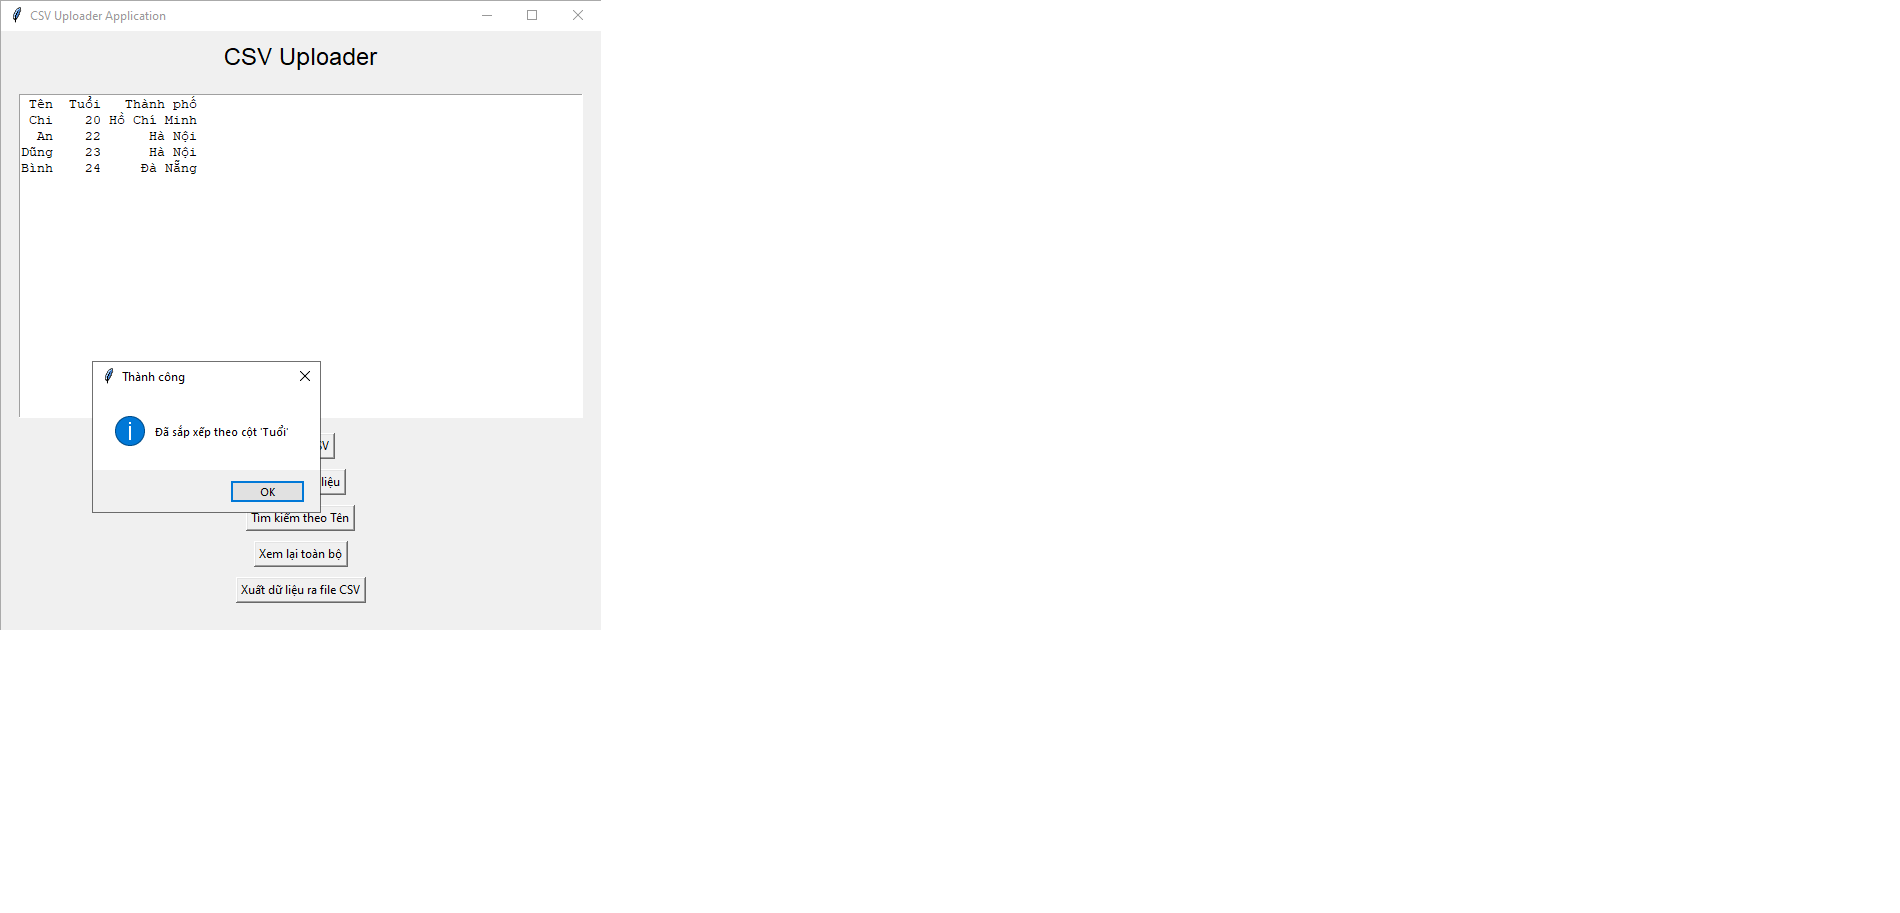 CSV Uploader Application
CSV Uploader
Tên Tuổi Thành phố
Chi 20 Hồ Chí Minh
An 22 Hà Nội
Dũng 23 Hà Nội
Bình 24 Đà Nẵng
Thành công
Đã sắp xếp theo cột 'Tuổi'
OK
liệu
Tìm kiếm theo Tên
Xem lại toàn bộ
Xuất dữ liệu ra file CSV